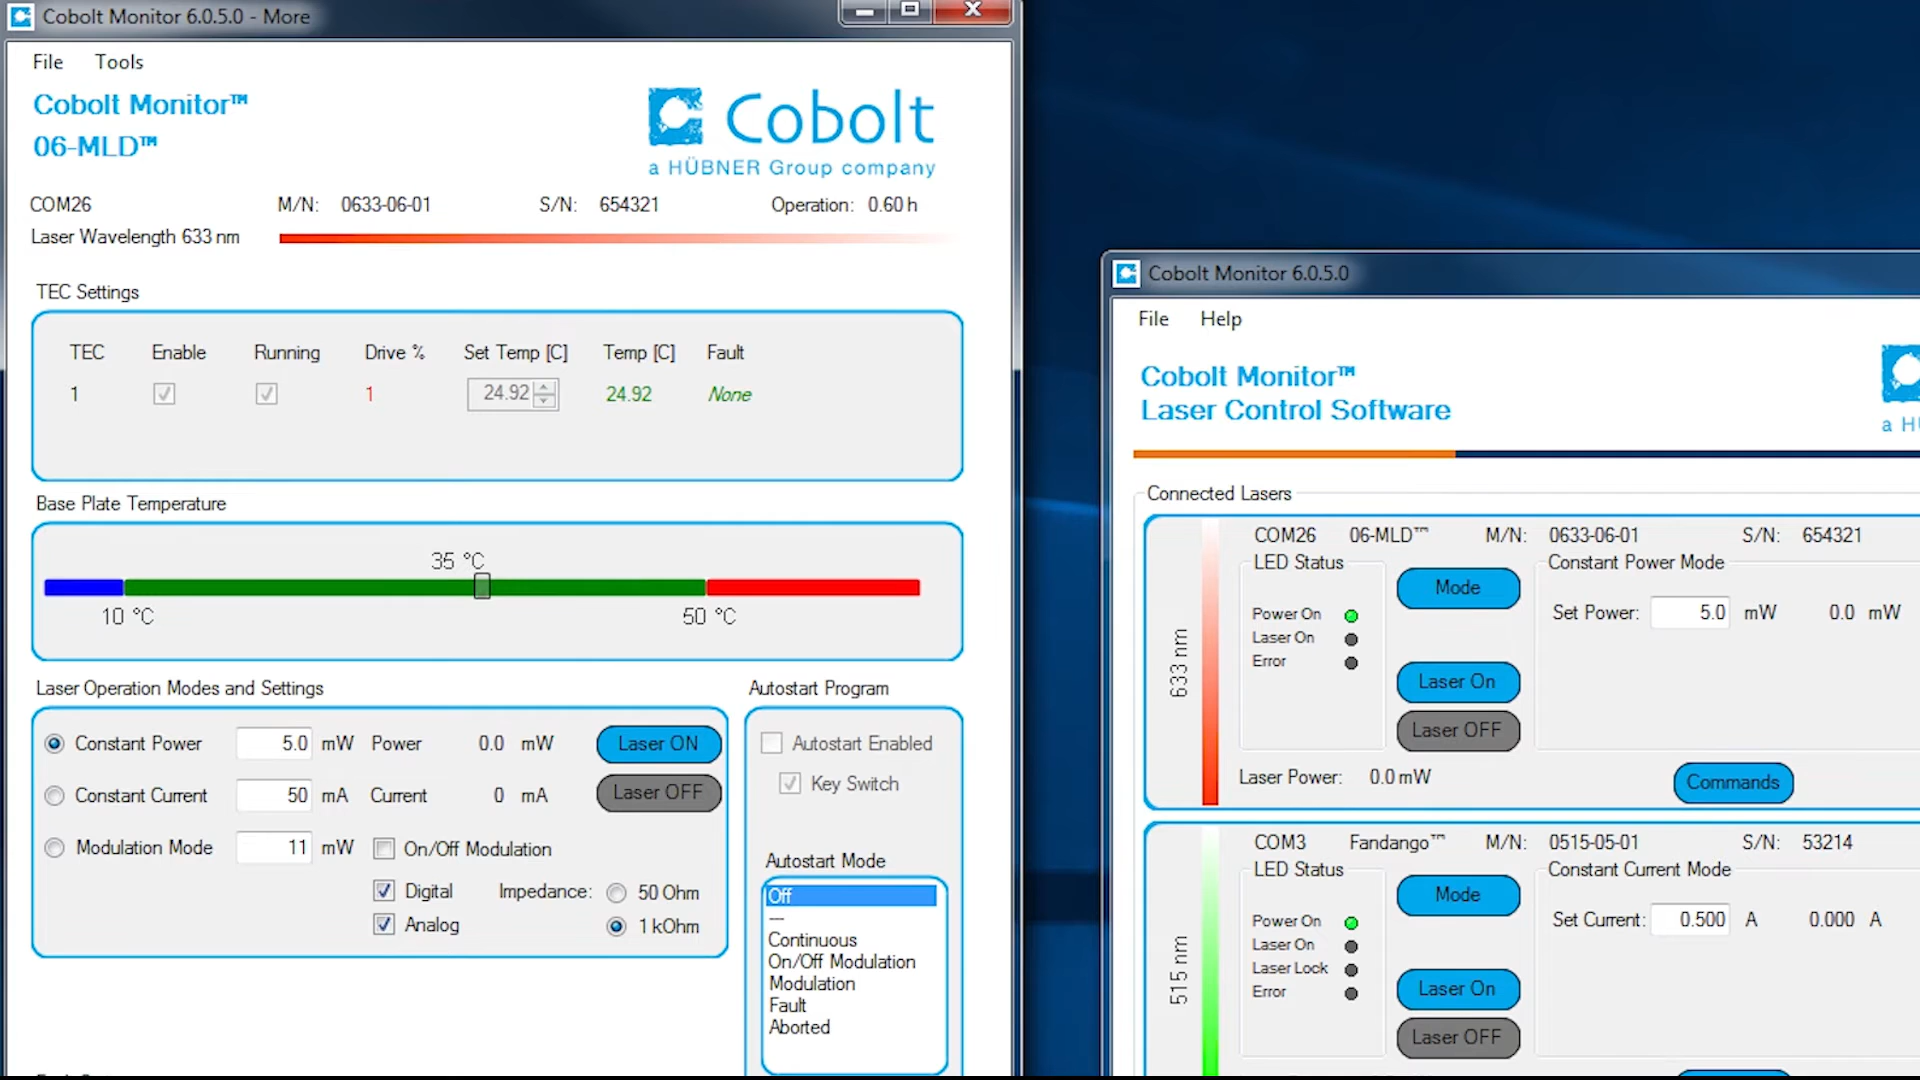 Cobolt Monitor 6.0.5.0 - More
File Tools
Cobolt Monitor™
06-MLD™
Cobolt
a HÜBNER Group company
COM26 M/N: 0633-06-01 S/N: 654321 Operation: 0.60 h
Laser Wavelength 633 nm
TEC Settings
TEC Enable Running Drive % Set Temp [C] Temp [C] Fault
1 1 24.92 24.92 None
Base Plate Temperature
35 °C
10 °C 50 °C
Laser Operation Modes and Settings
Constant Power 5.0 mW Power 0.0 mW Laser ON
Constant Current 50 mA Current 0 mA Laser OFF
Modulation Mode 11 mW On/Off Modulation
Digital Impedance: 50 Ohm
Analog 1 kOhm
Autostart Program
Autostart Enabled
Key Switch
Autostart Mode
Off
---
Continuous
On/Off Modulation
Modulation
Fault
Aborted
Cobolt Monitor 6.0.5.0
File Help
Cobolt Monitor™
Laser Control Software
a H
Connected Lasers
633 nm
COM26 06-MLD™ M/N: 0633-06-01 S/N: 654321
LED Status
Power On
Laser On
Error
Mode
Laser On
Laser OFF
Constant Power Mode
Set Power: 5.0 mW 0.0 mW
Laser Power: 0.0 mW
Commands
515 nm
COM3 Fandango™ M/N: 0515-05-01 S/N: 53214
LED Status
Power On
Laser On
Laser Lock
Error
Mode
Laser On
Laser OFF
Constant Current Mode
Set Current: 0.500 A 0.000 A